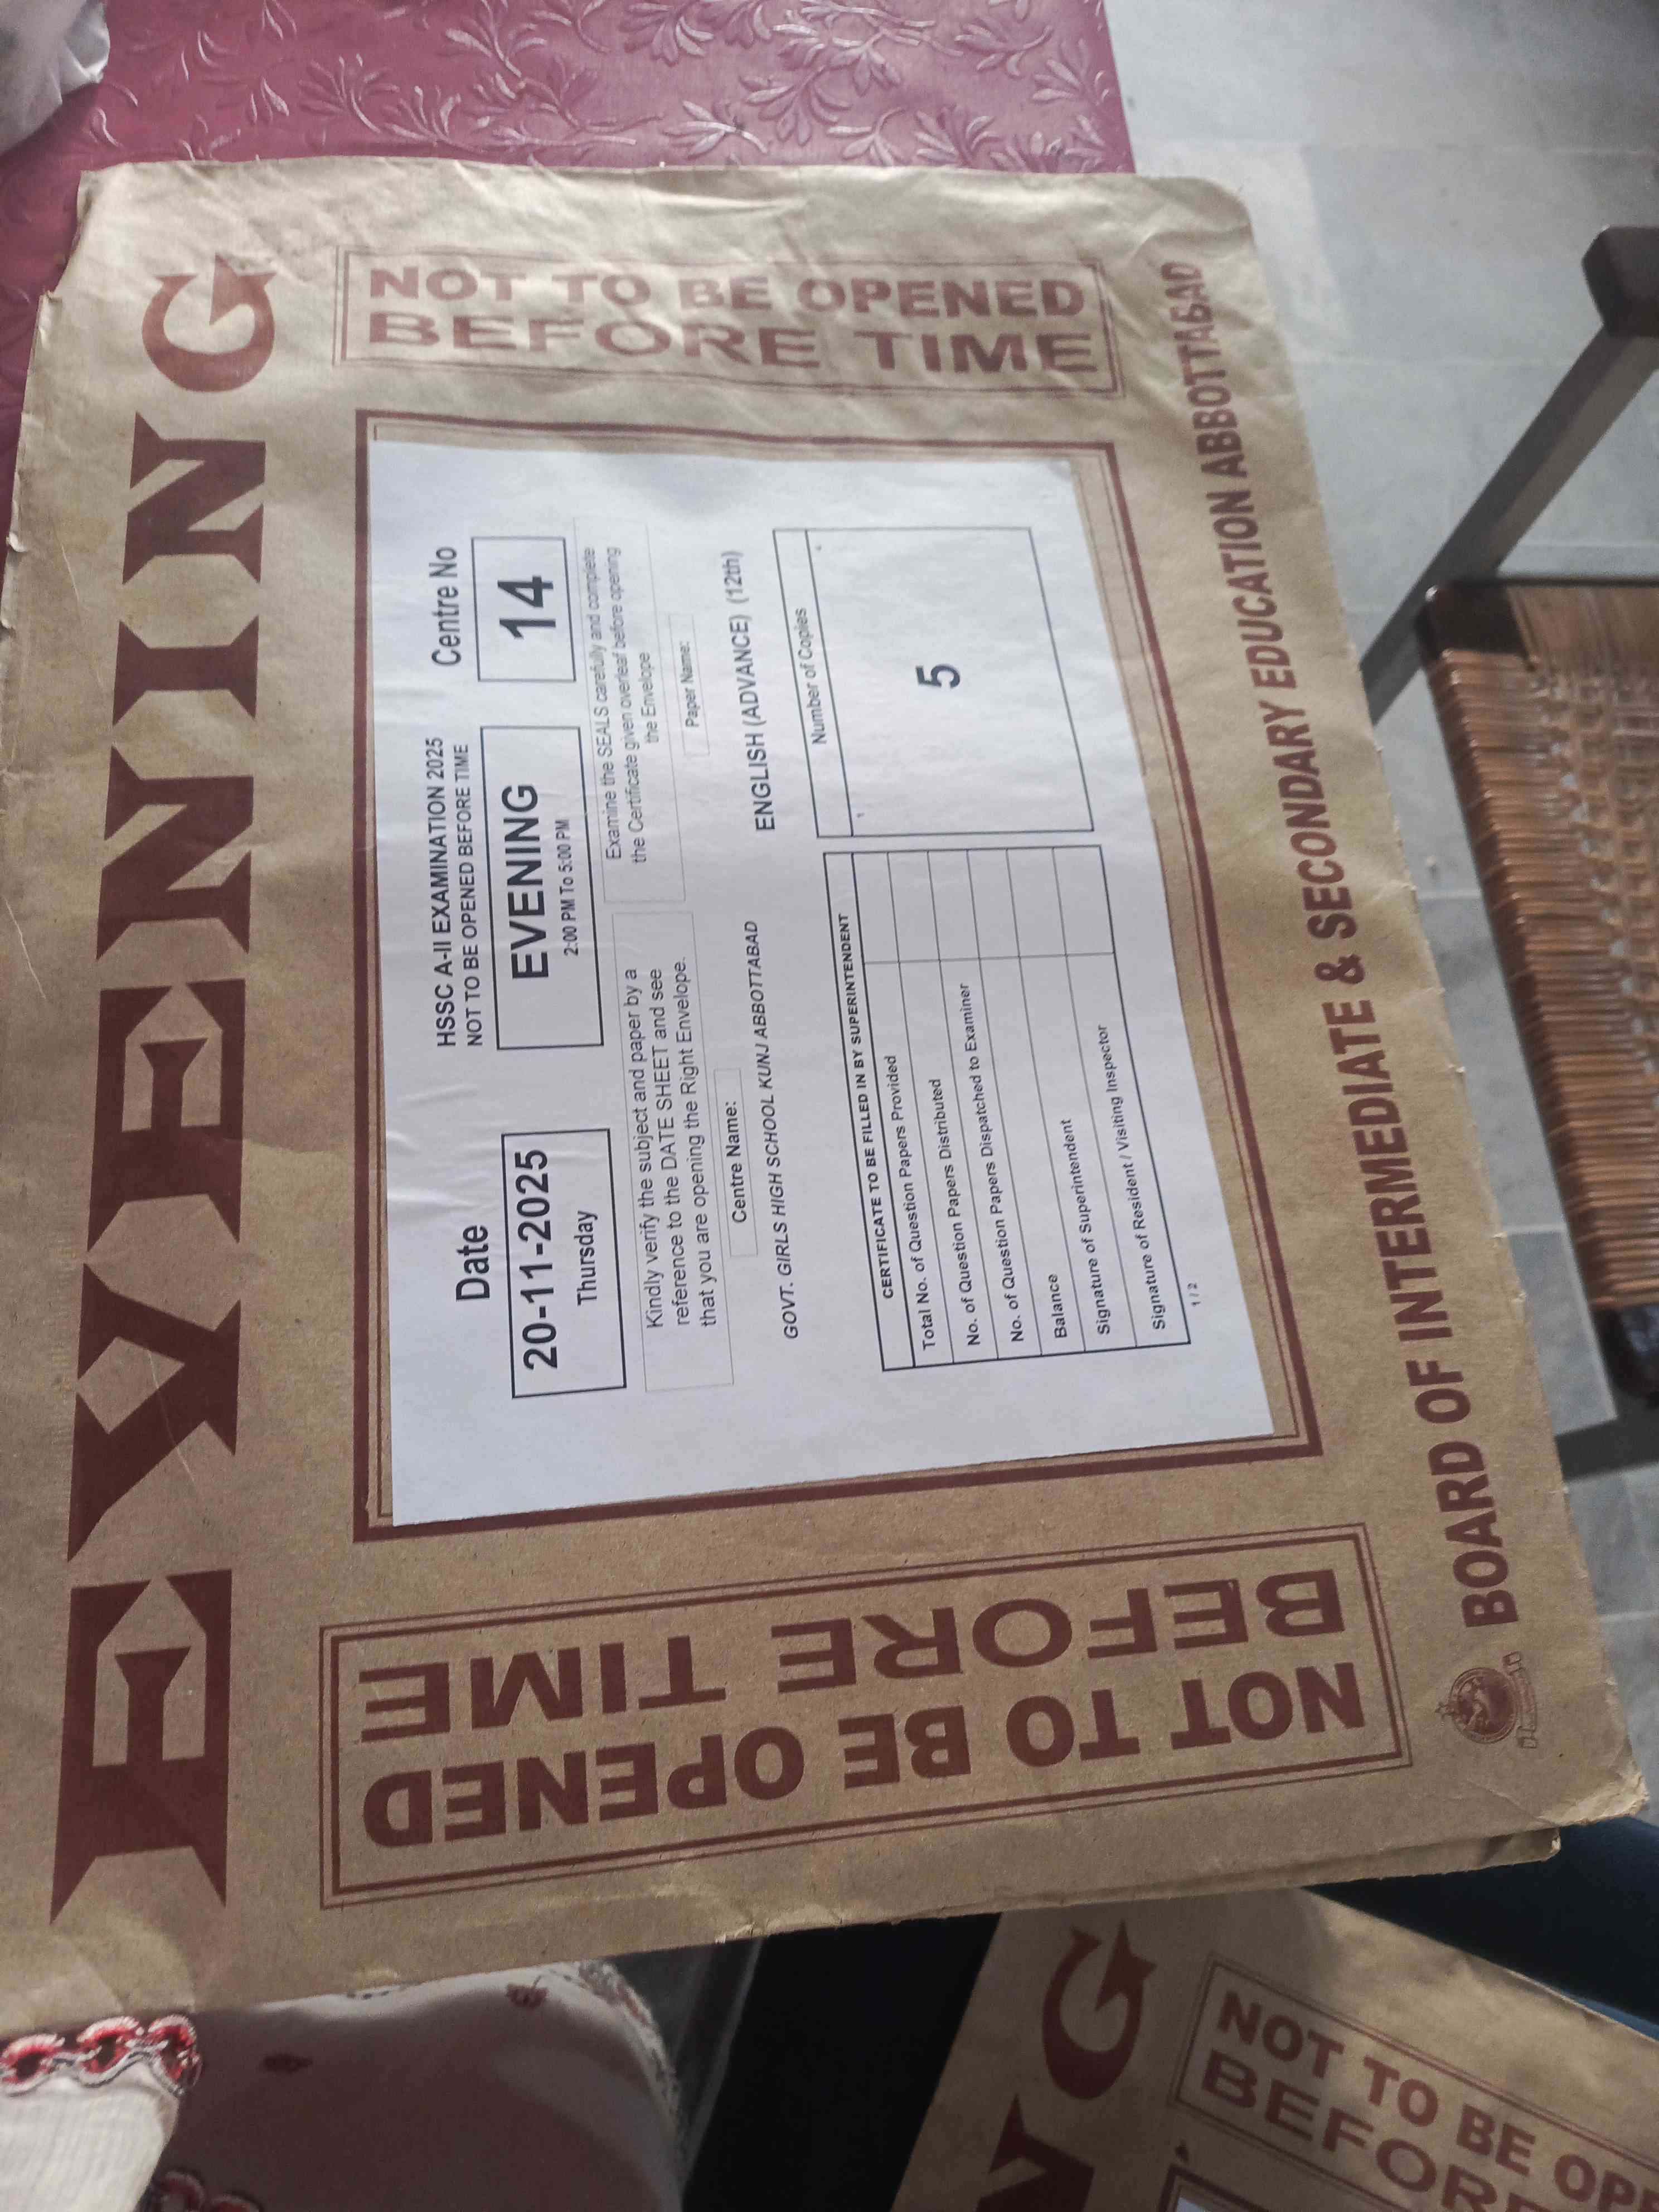 EVENING
NOT TO BE OPENED
BEFORE TIME
NOT TO BE OPENED
BEFORE TIME
HSSC A-II EXAMINATION 2025
NOT TO BE OPENED BEFORE TIME
Date
Centre No
20-11-2025
Thursday
EVENING
2:00 PM To 5:00 PM
14
Kindly verify the subject and paper by a
reference to the DATE SHEET and see
that you are opening the Right Envelope.
Examine the SEALS carefully and complete
the Certificate given overleaf before opening
the Envelope
Centre Name:
Paper Name:
GOVT. GIRLS HIGH SCHOOL KUNJ ABBOTTABAD
ENGLISH (ADVANCE) (12th)
CERTIFICATE TO BE FILLED IN BY SUPERINTENDENT
Total No. of Question Papers Provided
No. of Question Papers Distributed
No. of Question Papers Dispatched to Examiner
Balance
Signature of Superintendent
Signature of Resident / Visiting Inspector
Number of Copies
5
1 / 2
BOARD OF INTERMEDIATE & SECONDARY EDUCATION ABBOTTABAD
NG
NOT TO BE OPE
BEFOR